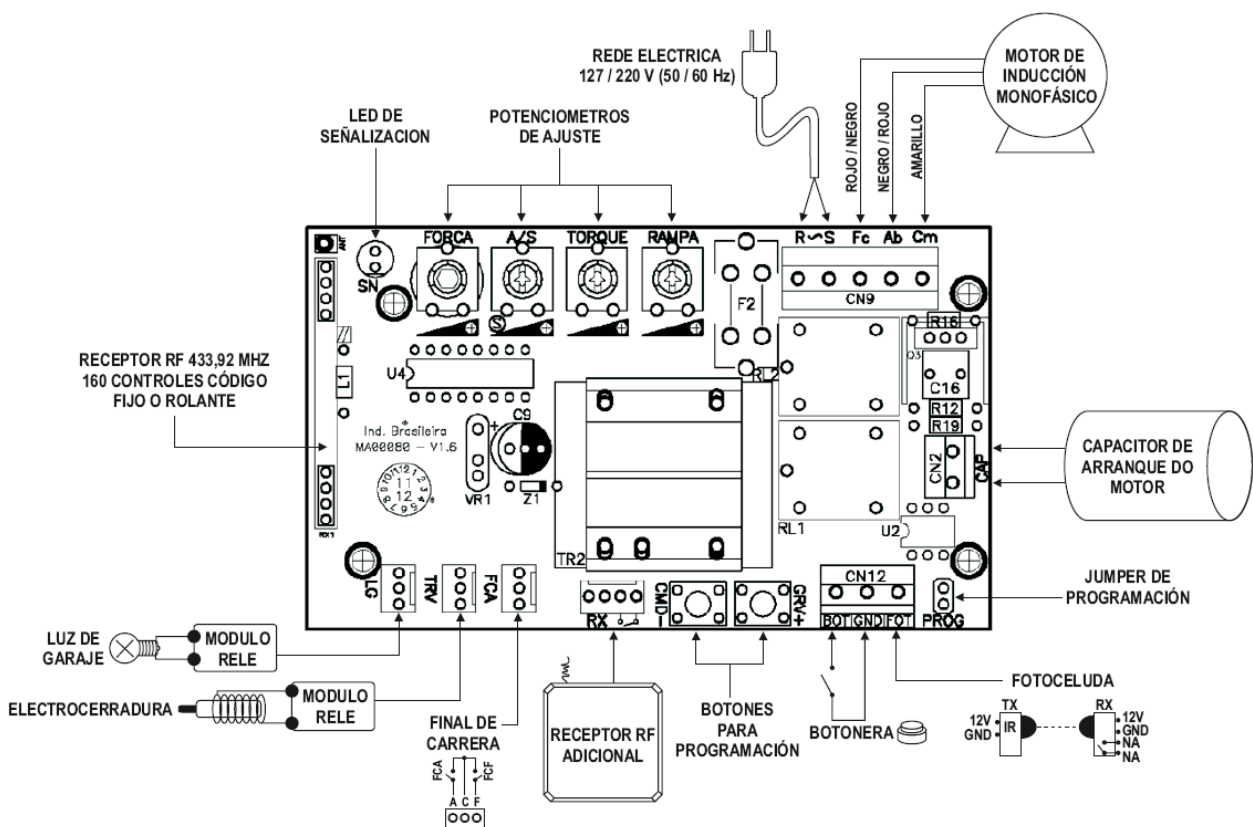 REDE ELECTRICA
127 / 220 V (50 / 60 Hz)
MOTOR DE
INDUCCIÓN
MONOFÁSICO
LED DE
SEÑALIZACION
POTENCIOMETROS
DE AJUSTE
ROJO / NEGRO
NEGRO / ROJO
AMARILLO
ANT
SN
FORCA
A/S
TORQUE
RAMPA
S
F2
R ~ S
Fc
Ab
Cm
CN9
RECEPTOR RF 433,92 MHZ
160 CONTROLES CÓDIGO
FIJO O ROLANTE
L1
U4
Ind. Brasileira
MA00080 - V1.6
C9
VR1
Z1
11
12
RX1
TR2
RL2
RL1
R16
Q3
C16
R12
R19
CN2
CAP
U2
CAPACITOR DE
ARRANQUE DO
MOTOR
LLG
TRV
FCA
RX
CMD-
GRV+
CN12
BOT
GND
FOT
PROG
JUMPER DE
PROGRAMACIÓN
LUZ DE
GARAJE
MODULO
RELE
ELECTROCERRADURA
MODULO
RELE
FINAL DE
CARRERA
FCA
FCF
A C F
RECEPTOR RF
ADICIONAL
BOTONES
PARA
PROGRAMACIÓN
BOTONERA
FOTOCELUDA
TX
12V
GND
IR
RX
12V
GND
NA
NA